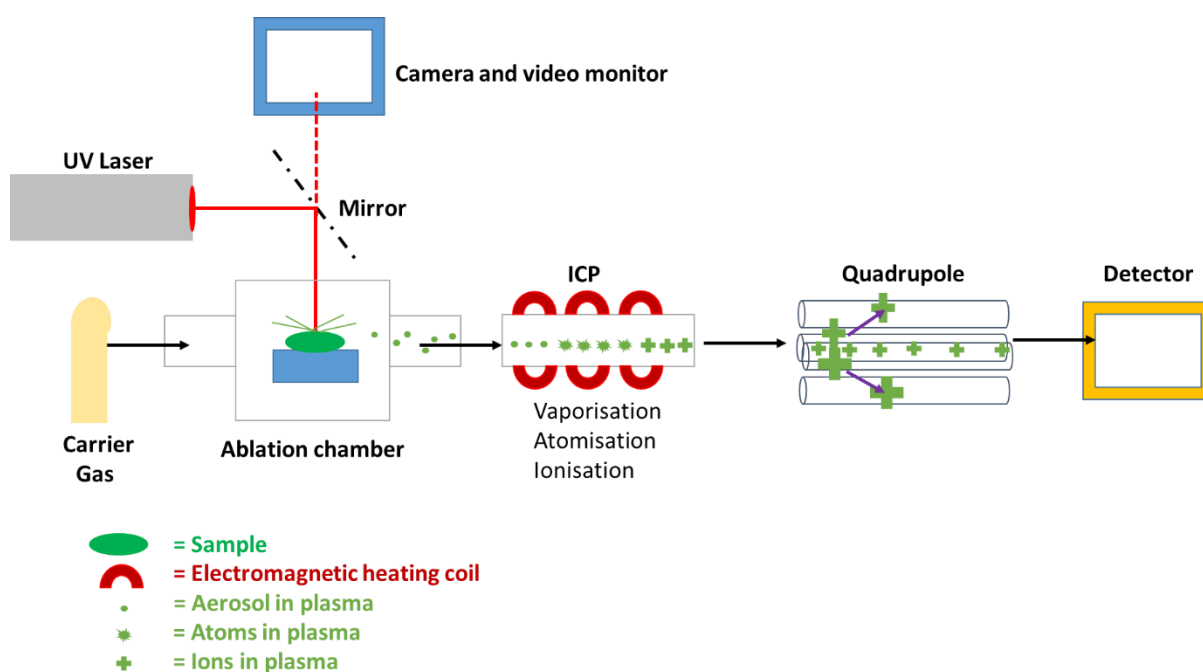 Camera and video monitor
UV Laser
Mirror
ICP
Quadrupole
Detector
Carrier
Gas
Ablation chamber
Vaporisation
Atomisation
Ionisation
= Sample
= Electromagnetic heating coil
= Aerosol in plasma
= Atoms in plasma
= Ions in plasma